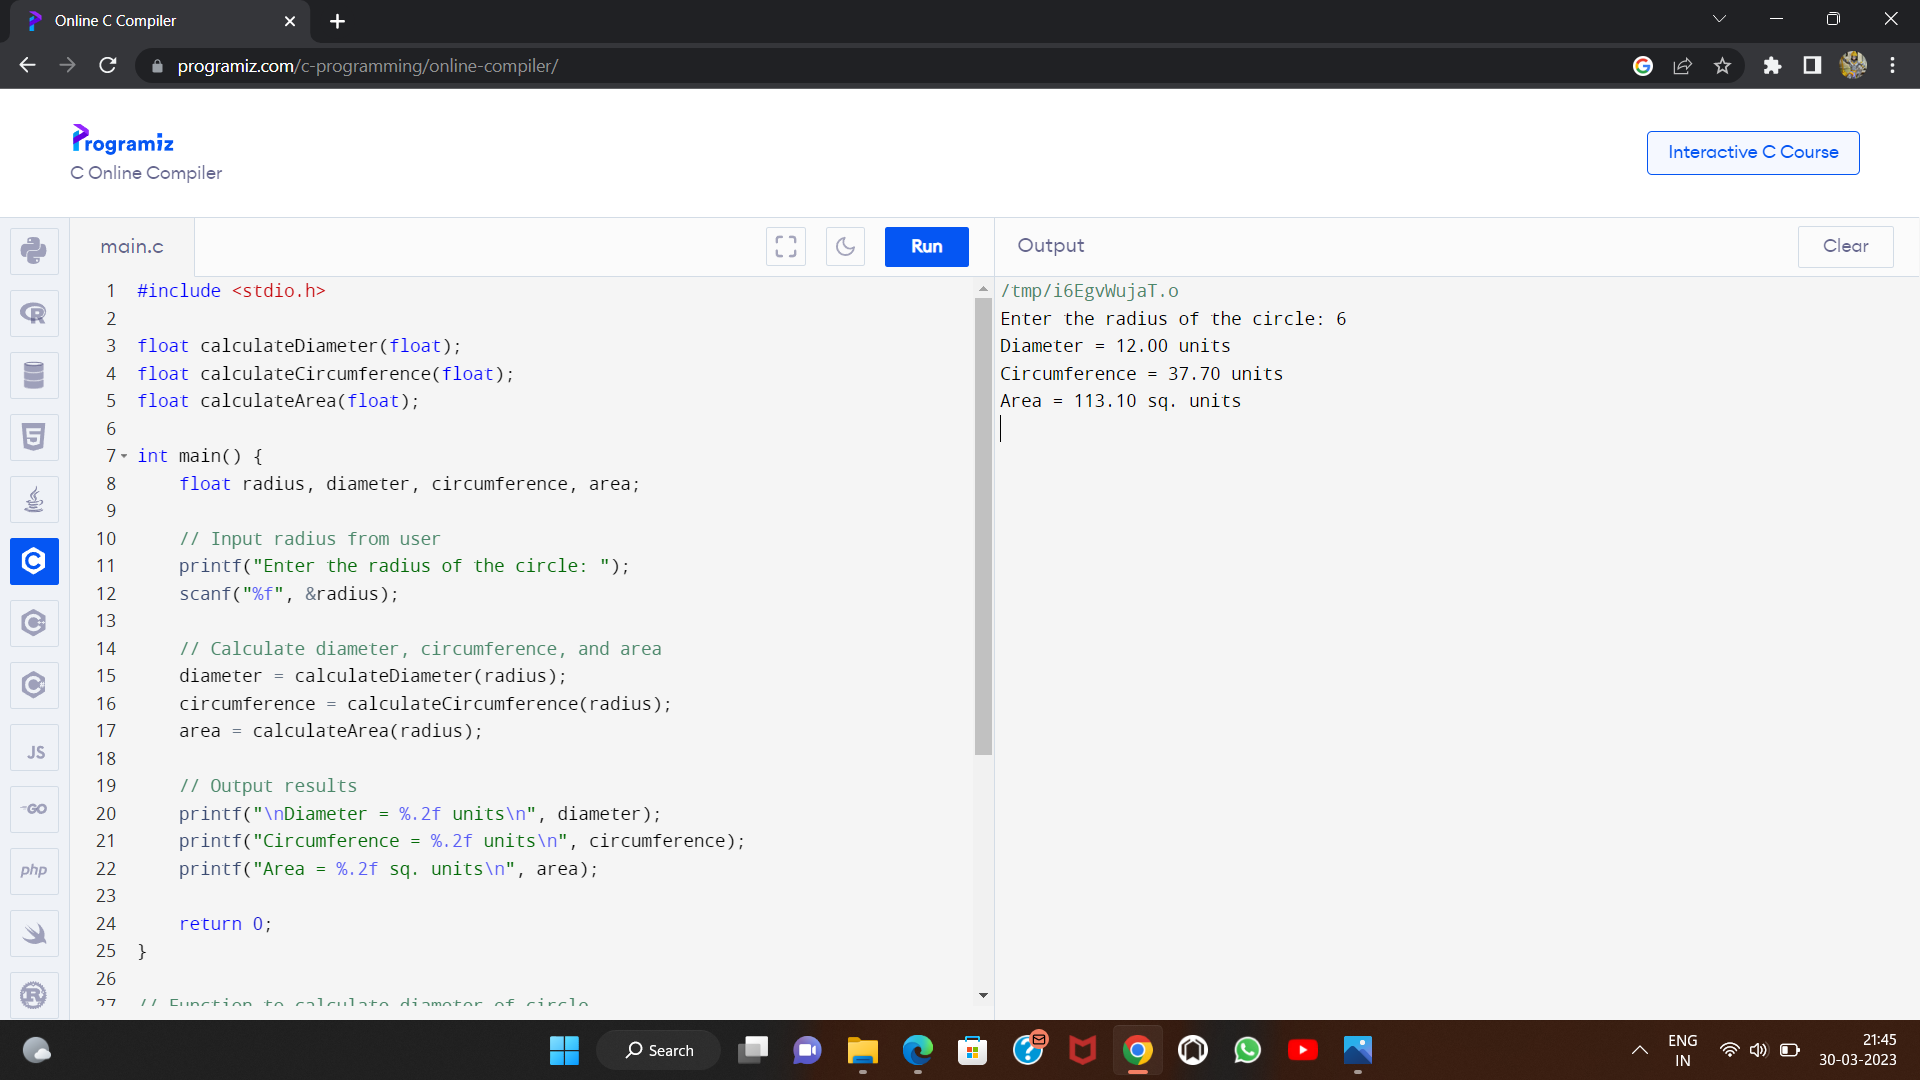 Online C Compiler
programiz.com/c-programming/online-compiler/
Programiz
C Online Compiler
Interactive C Course
main.c
Run
Output
Clear
1 #include <stdio.h>
2
3 float calculateDiameter(float);
4 float calculateCircumference(float);
5 float calculateArea(float);
6
7 int main() {
8     float radius, diameter, circumference, area;
9
10     // Input radius from user
11     printf("Enter the radius of the circle: ");
12     scanf("%f", &radius);
13
14     // Calculate diameter, circumference, and area
15     diameter = calculateDiameter(radius);
16     circumference = calculateCircumference(radius);
17     area = calculateArea(radius);
18
19     // Output results
20     printf("\nDiameter = %.2f units\n", diameter);
21     printf("Circumference = %.2f units\n", circumference);
22     printf("Area = %.2f sq. units\n", area);
23
24     return 0;
25 }
26
27 // Function to calculate diameter of circle
/tmp/i6EgvWujaT.o
Enter the radius of the circle: 6
Diameter = 12.00 units
Circumference = 37.70 units
Area = 113.10 sq. units
JS
GO
php
Search
ENG
IN
21:45
30-03-2023